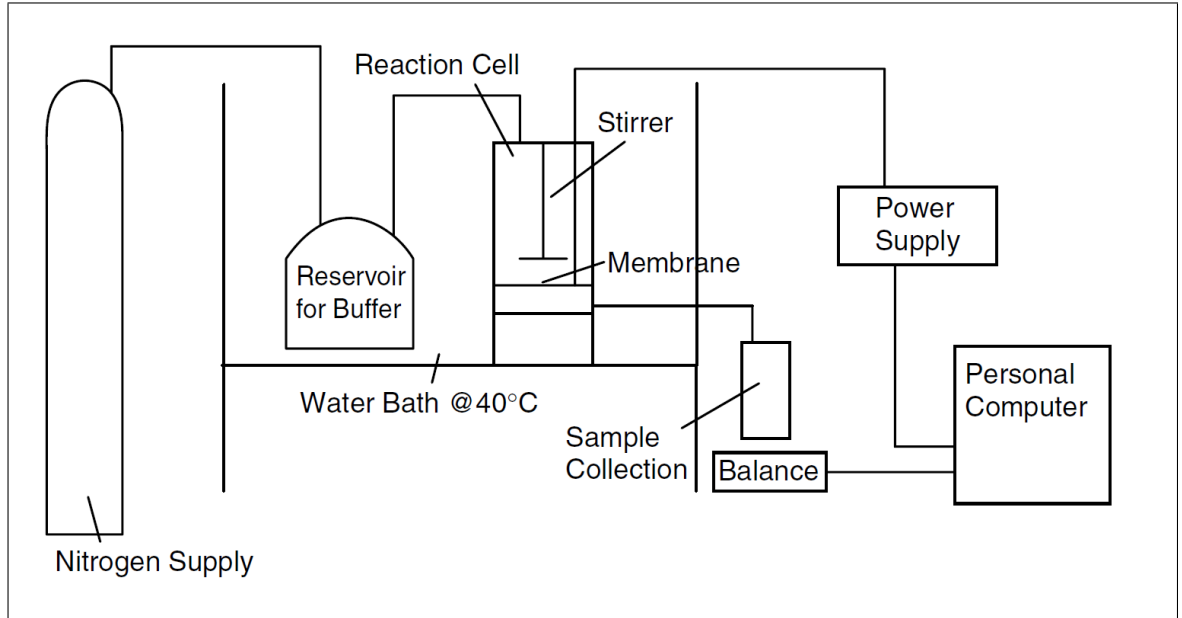 Reaction Cell
Stirrer
Power
Supply
Membrane
Reservoir
for Buffer
Personal
Computer
Water Bath @40°C
Sample
Collection
Balance
Nitrogen Supply